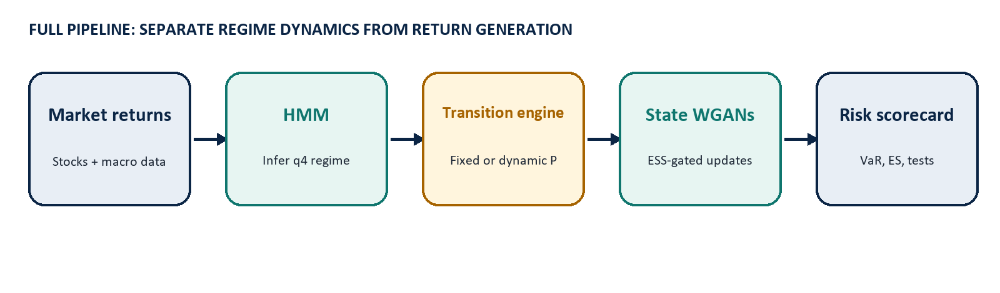 FULL PIPELINE: SEPARATE REGIME DYNAMICS FROM RETURN GENERATION
Market returns
Stocks + macro data
HMM
Infer q4 regime
Transition engine
Fixed or dynamic P
State WGANs
ESS-gated updates
Risk scorecard
VaR, ES, tests